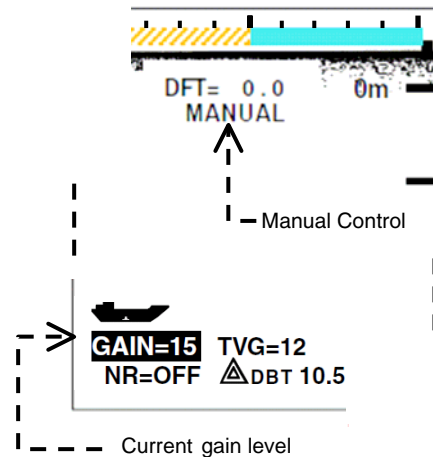 DFT= 0.0 0m
MANUAL
Manual Control
GAIN=15 TVG=12
NR=OFF DBT 10.5
Current gain level